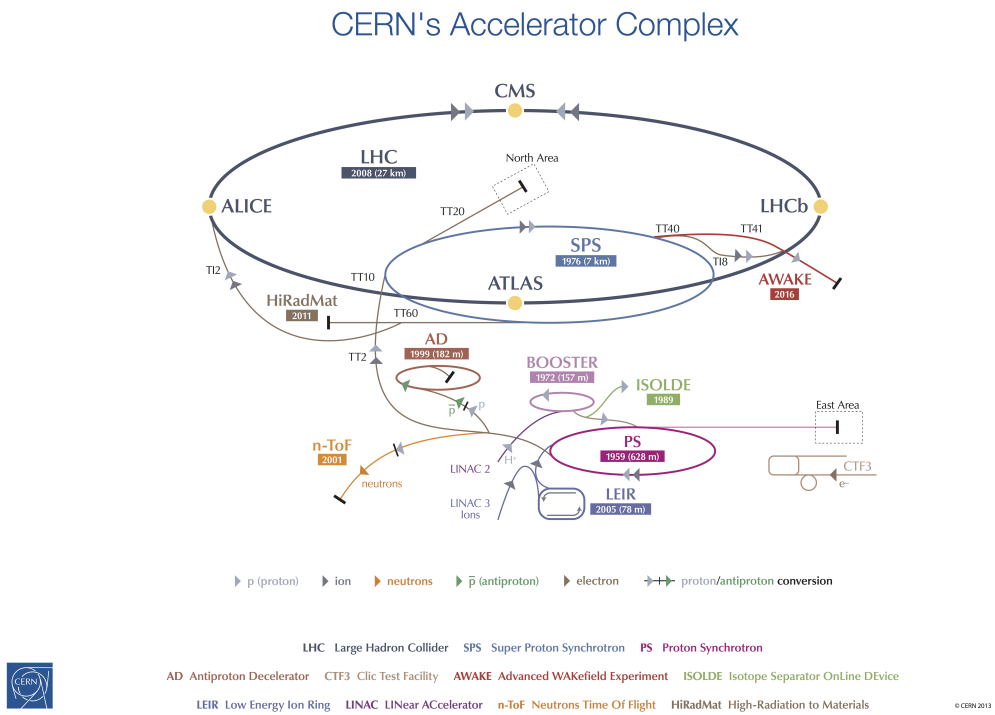 CERN's Accelerator Complex
CMS
LHC
2008 (27 km)
North Area
ALICE
LHCb
TT20
TT40
TT41
SPS
1976 (7 km)
TI8
TI2
TT10
ATLAS
AWAKE
2016
HiRadMat
2011
TT60
AD
1999 (182 m)
TT2
BOOSTER
1972 (157 m)
ISOLDE
1989
p̅
p
East Area
n-ToF
2001
PS
1959 (628 m)
H+
LINAC 2
neutrons
CTF3
e–
LEIR
2005 (78 m)
LINAC 3
Ions
p (proton) ion neutrons p̅ (antiproton) electron proton/antiproton conversion
LHC Large Hadron Collider SPS Super Proton Synchrotron PS Proton Synchrotron
AD Antiproton Decelerator CTF3 Clic Test Facility AWAKE Advanced WAKefield Experiment ISOLDE Isotope Separator OnLine DEvice
LEIR Low Energy Ion Ring LINAC LINear ACcelerator n-ToF Neutrons Time Of Flight HiRadMat High-Radiation to Materials
CERN
© CERN 2013